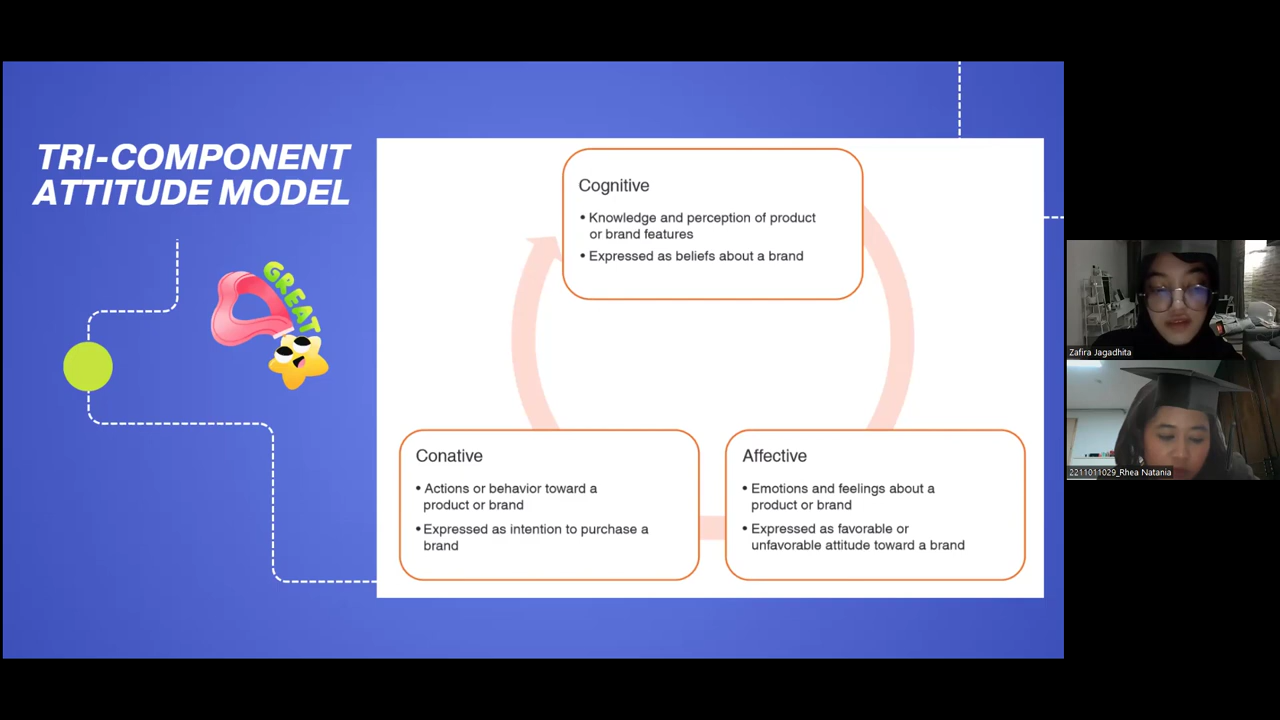 TRI-COMPONENT
ATTITUDE MODEL
GREAT
Cognitive
• Knowledge and perception of product
or brand features
• Expressed as beliefs about a brand
Conative
• Actions or behavior toward a
product or brand
• Expressed as intention to purchase a
brand
Affective
• Emotions and feelings about a
product or brand
• Expressed as favorable or
unfavorable attitude toward a brand
Zafira Jagadhita
2211011029_Rhea Natania